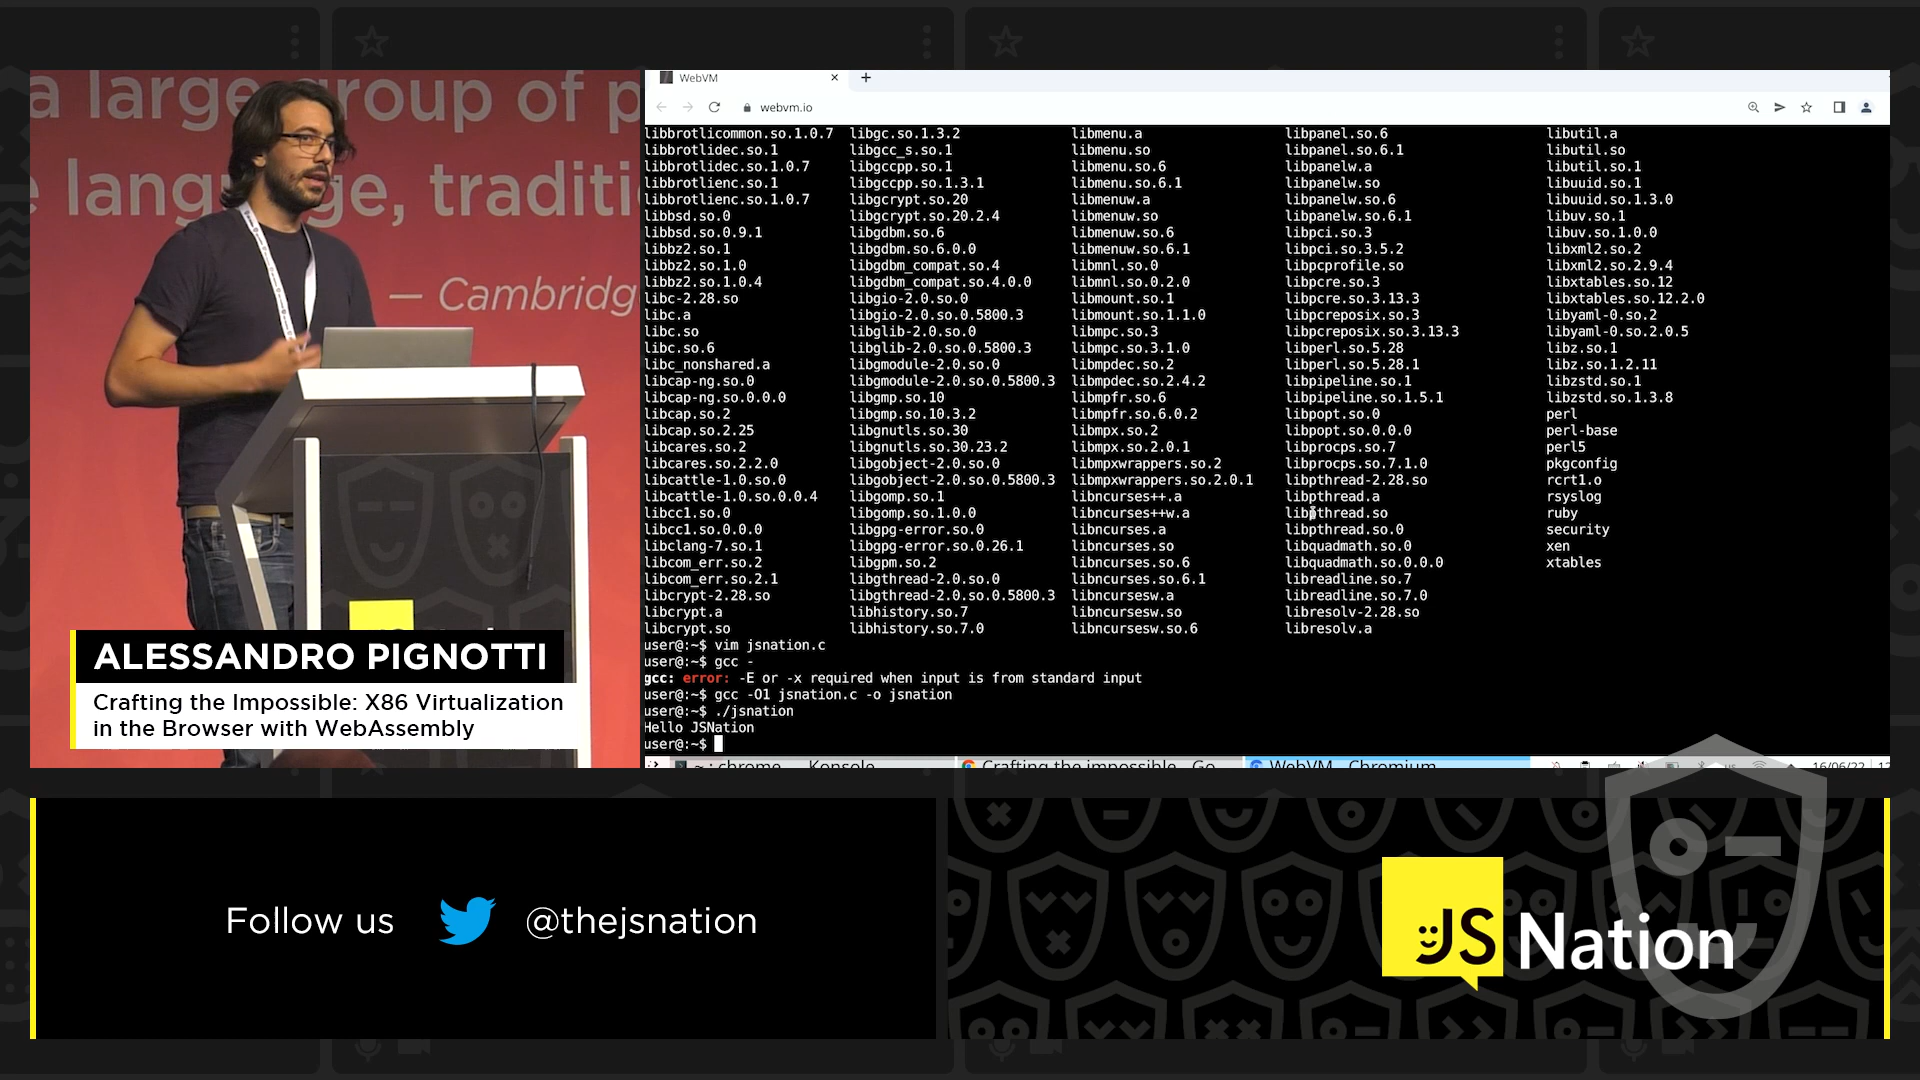 a large group of p
e language, traditi
— Cambridg
ALESSANDRO PIGNOTTI
Crafting the Impossible: X86 Virtualization
in the Browser with WebAssembly
WebVM
webvm.io
libbrotlicommon.so.1.0.7 libgc.so.1.3.2 libmenu.a libpanel.so.6 libutil.a
libbrotlidec.so.1 libgcc_s.so.1 libmenu.so libpanel.so.6.1 libutil.so
libbrotlidec.so.1.0.7 libgccpp.so.1 libmenu.so.6 libpanelw.a libutil.so.1
libbrotlienc.so.1 libgccpp.so.1.3.1 libmenu.so.6.1 libpanelw.so libuuid.so.1
libbrotlienc.so.1.0.7 libgcrypt.so.20 libmenuw.a libpanelw.so.6 libuuid.so.1.3.0
libbsd.so.0 libgcrypt.so.20.2.4 libmenuw.so libpanelw.so.6.1 libuv.so.1
libbsd.so.0.9.1 libgdbm.so.6 libmenuw.so.6 libpci.so.3 libuv.so.1.0.0
libbz2.so.1 libgdbm.so.6.0.0 libmenuw.so.6.1 libpci.so.3.5.2 libxml2.so.2
libbz2.so.1.0 libgdbm_compat.so.4 libmnl.so.0 libpcprofile.so libxml2.so.2.9.4
libbz2.so.1.0.4 libgdbm_compat.so.4.0.0 libmnl.so.0.2.0 libpcre.so.3 libxtables.so.12
libc-2.28.so libgio-2.0.so.0 libmount.so.1 libpcre.so.3.13.3 libxtables.so.12.2.0
libc.a libgio-2.0.so.0.5800.3 libmount.so.1.1.0 libpcreposix.so.3 libyaml-0.so.2
libc.so libglib-2.0.so.0 libmpc.so.3 libpcreposix.so.3.13.3 libyaml-0.so.2.0.5
libc.so.6 libglib-2.0.so.0.5800.3 libmpc.so.3.1.0 libperl.so.5.28 libz.so.1
libc_nonshared.a libgmodule-2.0.so.0 libmpdec.so.2 libperl.so.5.28.1 libz.so.1.2.11
libcap-ng.so.0 libgmodule-2.0.so.0.5800.3 libmpdec.so.2.4.2 libpipeline.so.1 libzstd.so.1
libcap-ng.so.0.0.0 libgmp.so.10 libmpfr.so.6 libpipeline.so.1.5.1 libzstd.so.1.3.8
libcap.so.2 libgmp.so.10.3.2 libmpfr.so.6.0.2 libpopt.so.0 perl
libcap.so.2.25 libgnutls.so.30 libmpx.so.2 libpopt.so.0.0.0 perl-base
libcares.so.2 libgnutls.so.30.23.2 libmpx.so.2.0.1 libprocps.so.7 perl5
libcares.so.2.2.0 libgobject-2.0.so.0 libmpxwrappers.so.2 libprocps.so.7.1.0 pkgconfig
libcattle-1.0.so.0 libgobject-2.0.so.0.5800.3 libmpxwrappers.so.2.0.1 libpthread-2.28.so rcrt1.o
libcattle-1.0.so.0.0.4 libgomp.so.1 libncurses++.a libpthread.a rsyslog
libcc1.so.0 libgomp.so.1.0.0 libncurses++w.a libpthread.so ruby
libcc1.so.0.0.0 libgpg-error.so.0 libncurses.a libpthread.so.0 security
libclang-7.so.1 libgpg-error.so.0.26.1 libncurses.so libquadmath.so.0 xen
libcom_err.so.2 libgpm.so.2 libncurses.so.6 libquadmath.so.0.0.0 xtables
libcom_err.so.2.1 libgthread-2.0.so.0 libncurses.so.6.1 libreadline.so.7
libcrypt-2.28.so libgthread-2.0.so.0.5800.3 libncursesw.a libreadline.so.7.0
libcrypt.a libhistory.so.7 libncursesw.so libresolv-2.28.so
libcrypt.so libhistory.so.7.0 libncursesw.so.6 libresolv.a
user@:~$ vim jsnation.c
user@:~$ gcc -
gcc: error: -E or -x required when input is from standard input
user@:~$ gcc -O1 jsnation.c -o jsnation
user@:~$ ./jsnation
Hello JSNation
user@:~$
~ : chrome — Konsole Crafting the impossible - Go WebVM - Chromium us 16/06/22
Follow us @thejsnation
JS Nation